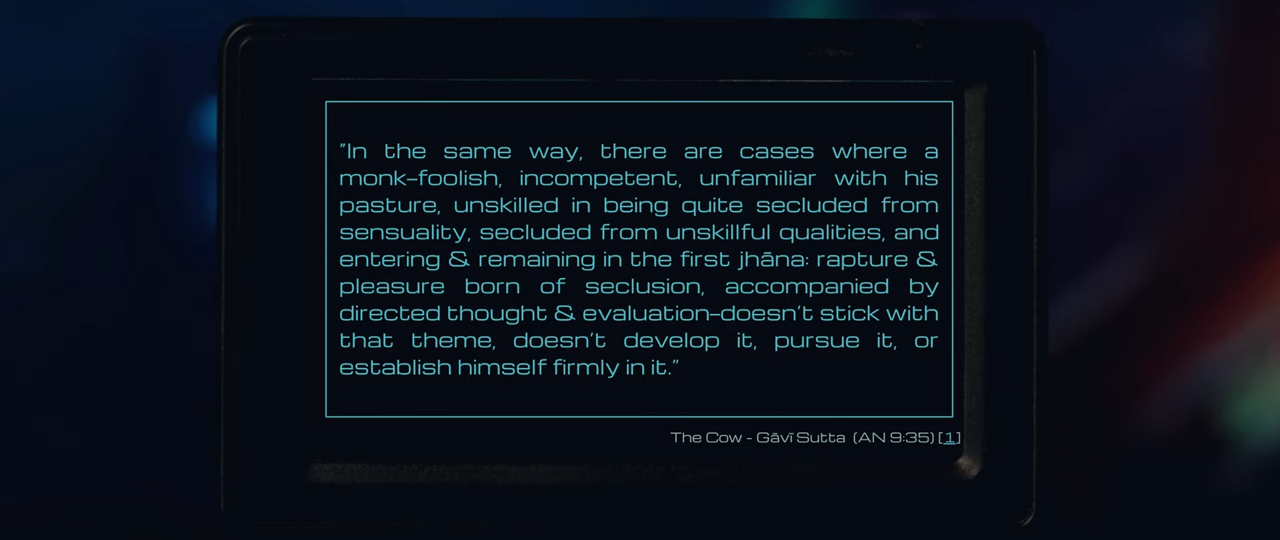 "In the same way, there are cases where a
monk–foolish, incompetent, unfamiliar with his
pasture, unskilled in being quite secluded from
sensuality, secluded from unskillful qualities, and
entering & remaining in the first jhāna: rapture &
pleasure born of seclusion, accompanied by
directed thought & evaluation–doesn't stick with
that theme, doesn't develop it, pursue it, or
establish himself firmly in it."
The Cow - Gāvī Sutta (AN 9:35) [1]